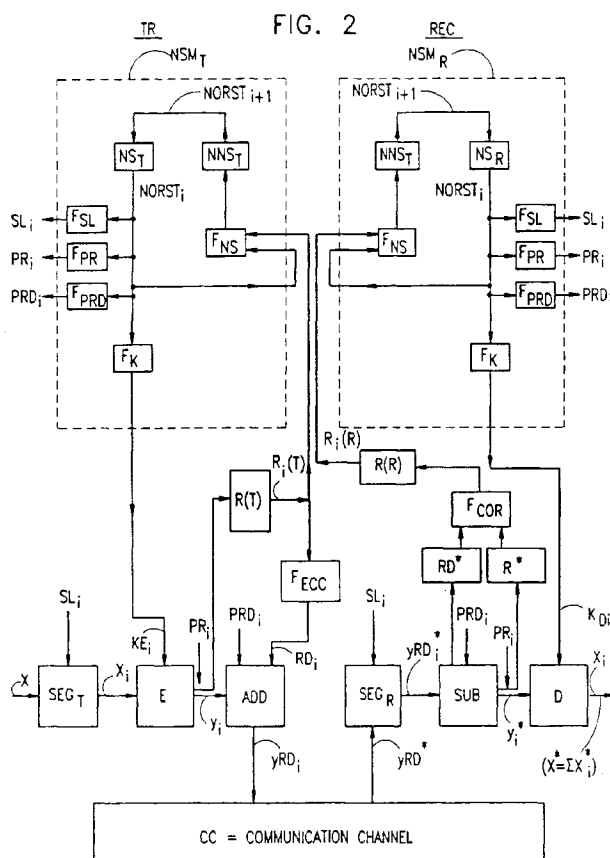 FIG. 2
TR
REC
NSM_T
NSM_R
NORST_{i+1}
NORST_{i+1}
NS_T
NNS_T
NNS_T
NS_R
NORST_i
NORST_i
SL_i
F_SL
F_NS
F_NS
F_SL
SL_i
PR_i
F_PR
F_PR
PR_i
PRD_i
F_PRD
F_PRD
PRD_i
F_K
F_K
R_i(T)
R_i(R)
R(T)
R(R)
F_COR
F_ECC
RD*
R*
SL_i
PR_i
PRD_i
RD_i
SL_i
PRD_i
PR_i
K_Di
KE_i
X
SEG_T
X_i
E
y_i
ADD
SEG_R
yRD_i*
SUB
y_i*
D
X_i
(X*=ΣX_i*)
yRD_i
yRD*
CC = COMMUNICATION CHANNEL